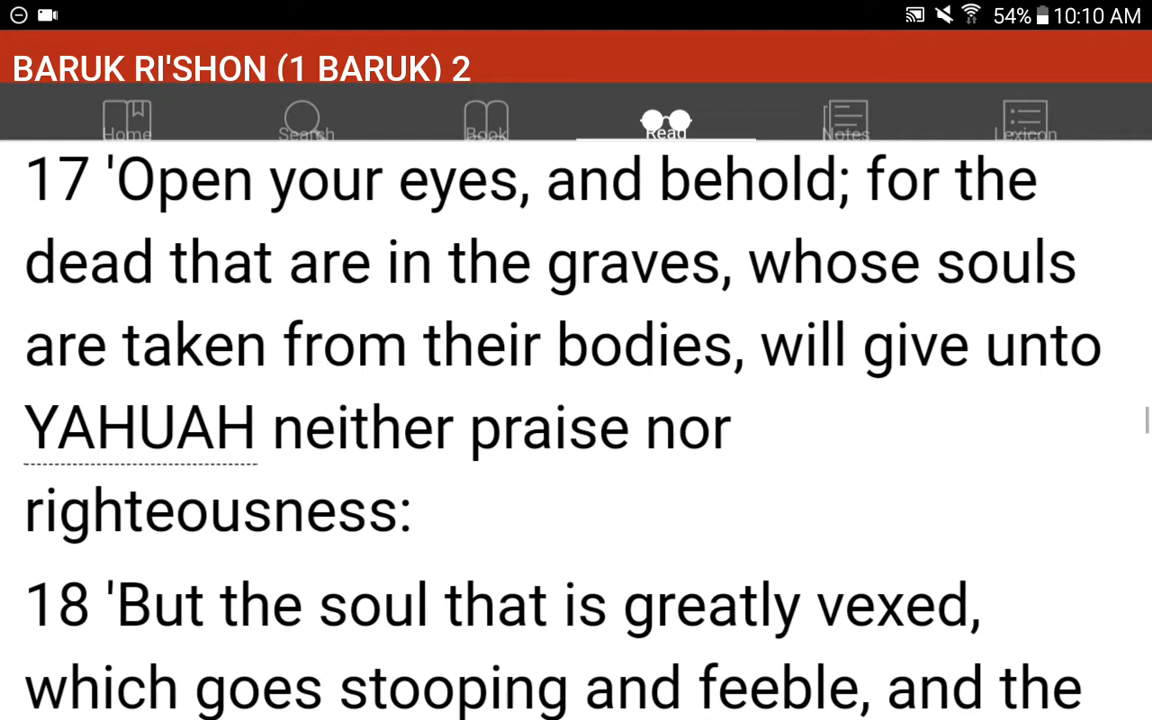 54% 10:10 AM
BARUK RI'SHON (1 BARUK) 2
Home Search Book Read Notes Lexicon
17 'Open your eyes, and behold; for the
dead that are in the graves, whose souls
are taken from their bodies, will give unto
YAHUAH neither praise nor
righteousness:
18 'But the soul that is greatly vexed,
which goes stooping and feeble, and the